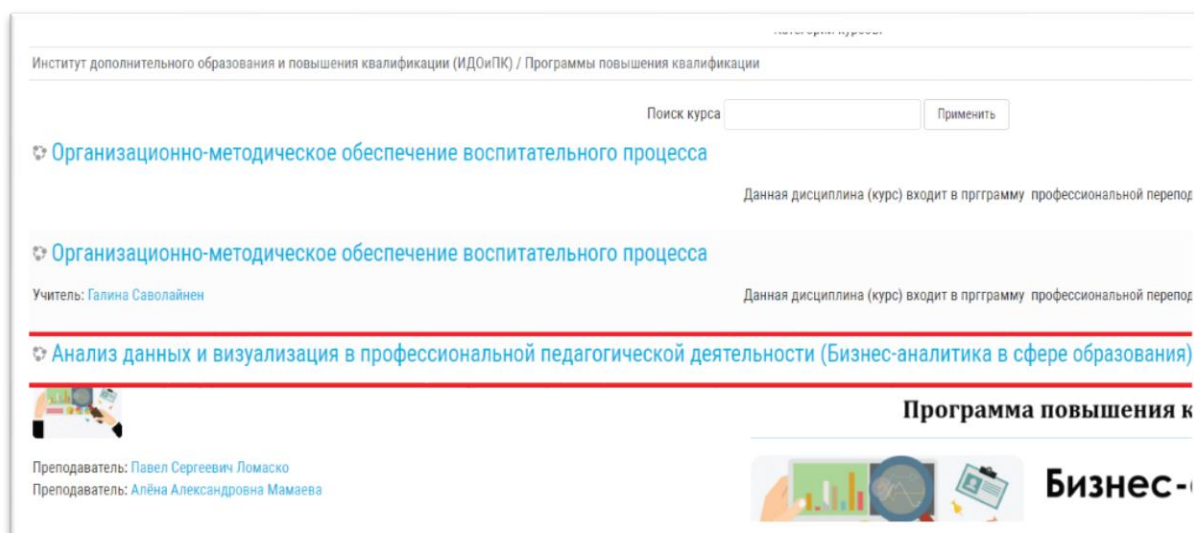 Институт дополнительного образования и повышения квалификации (ИДОиПК) / Программы повышения квалификации
Поиск курса Применить
Организационно-методическое обеспечение воспитательного процесса
Данная дисциплина (курс) входит в прграмму профессиональной перепод
Организационно-методическое обеспечение воспитательного процесса
Учитель: Галина Саволайнен Данная дисциплина (курс) входит в прграмму профессиональной перепод
Анализ данных и визуализация в профессиональной педагогической деятельности (Бизнес-аналитика в сфере образования)
Программа повышения к
Преподаватель: Павел Сергеевич Ломаско
Преподаватель: Алёна Александровна Мамаева
Бизнес-